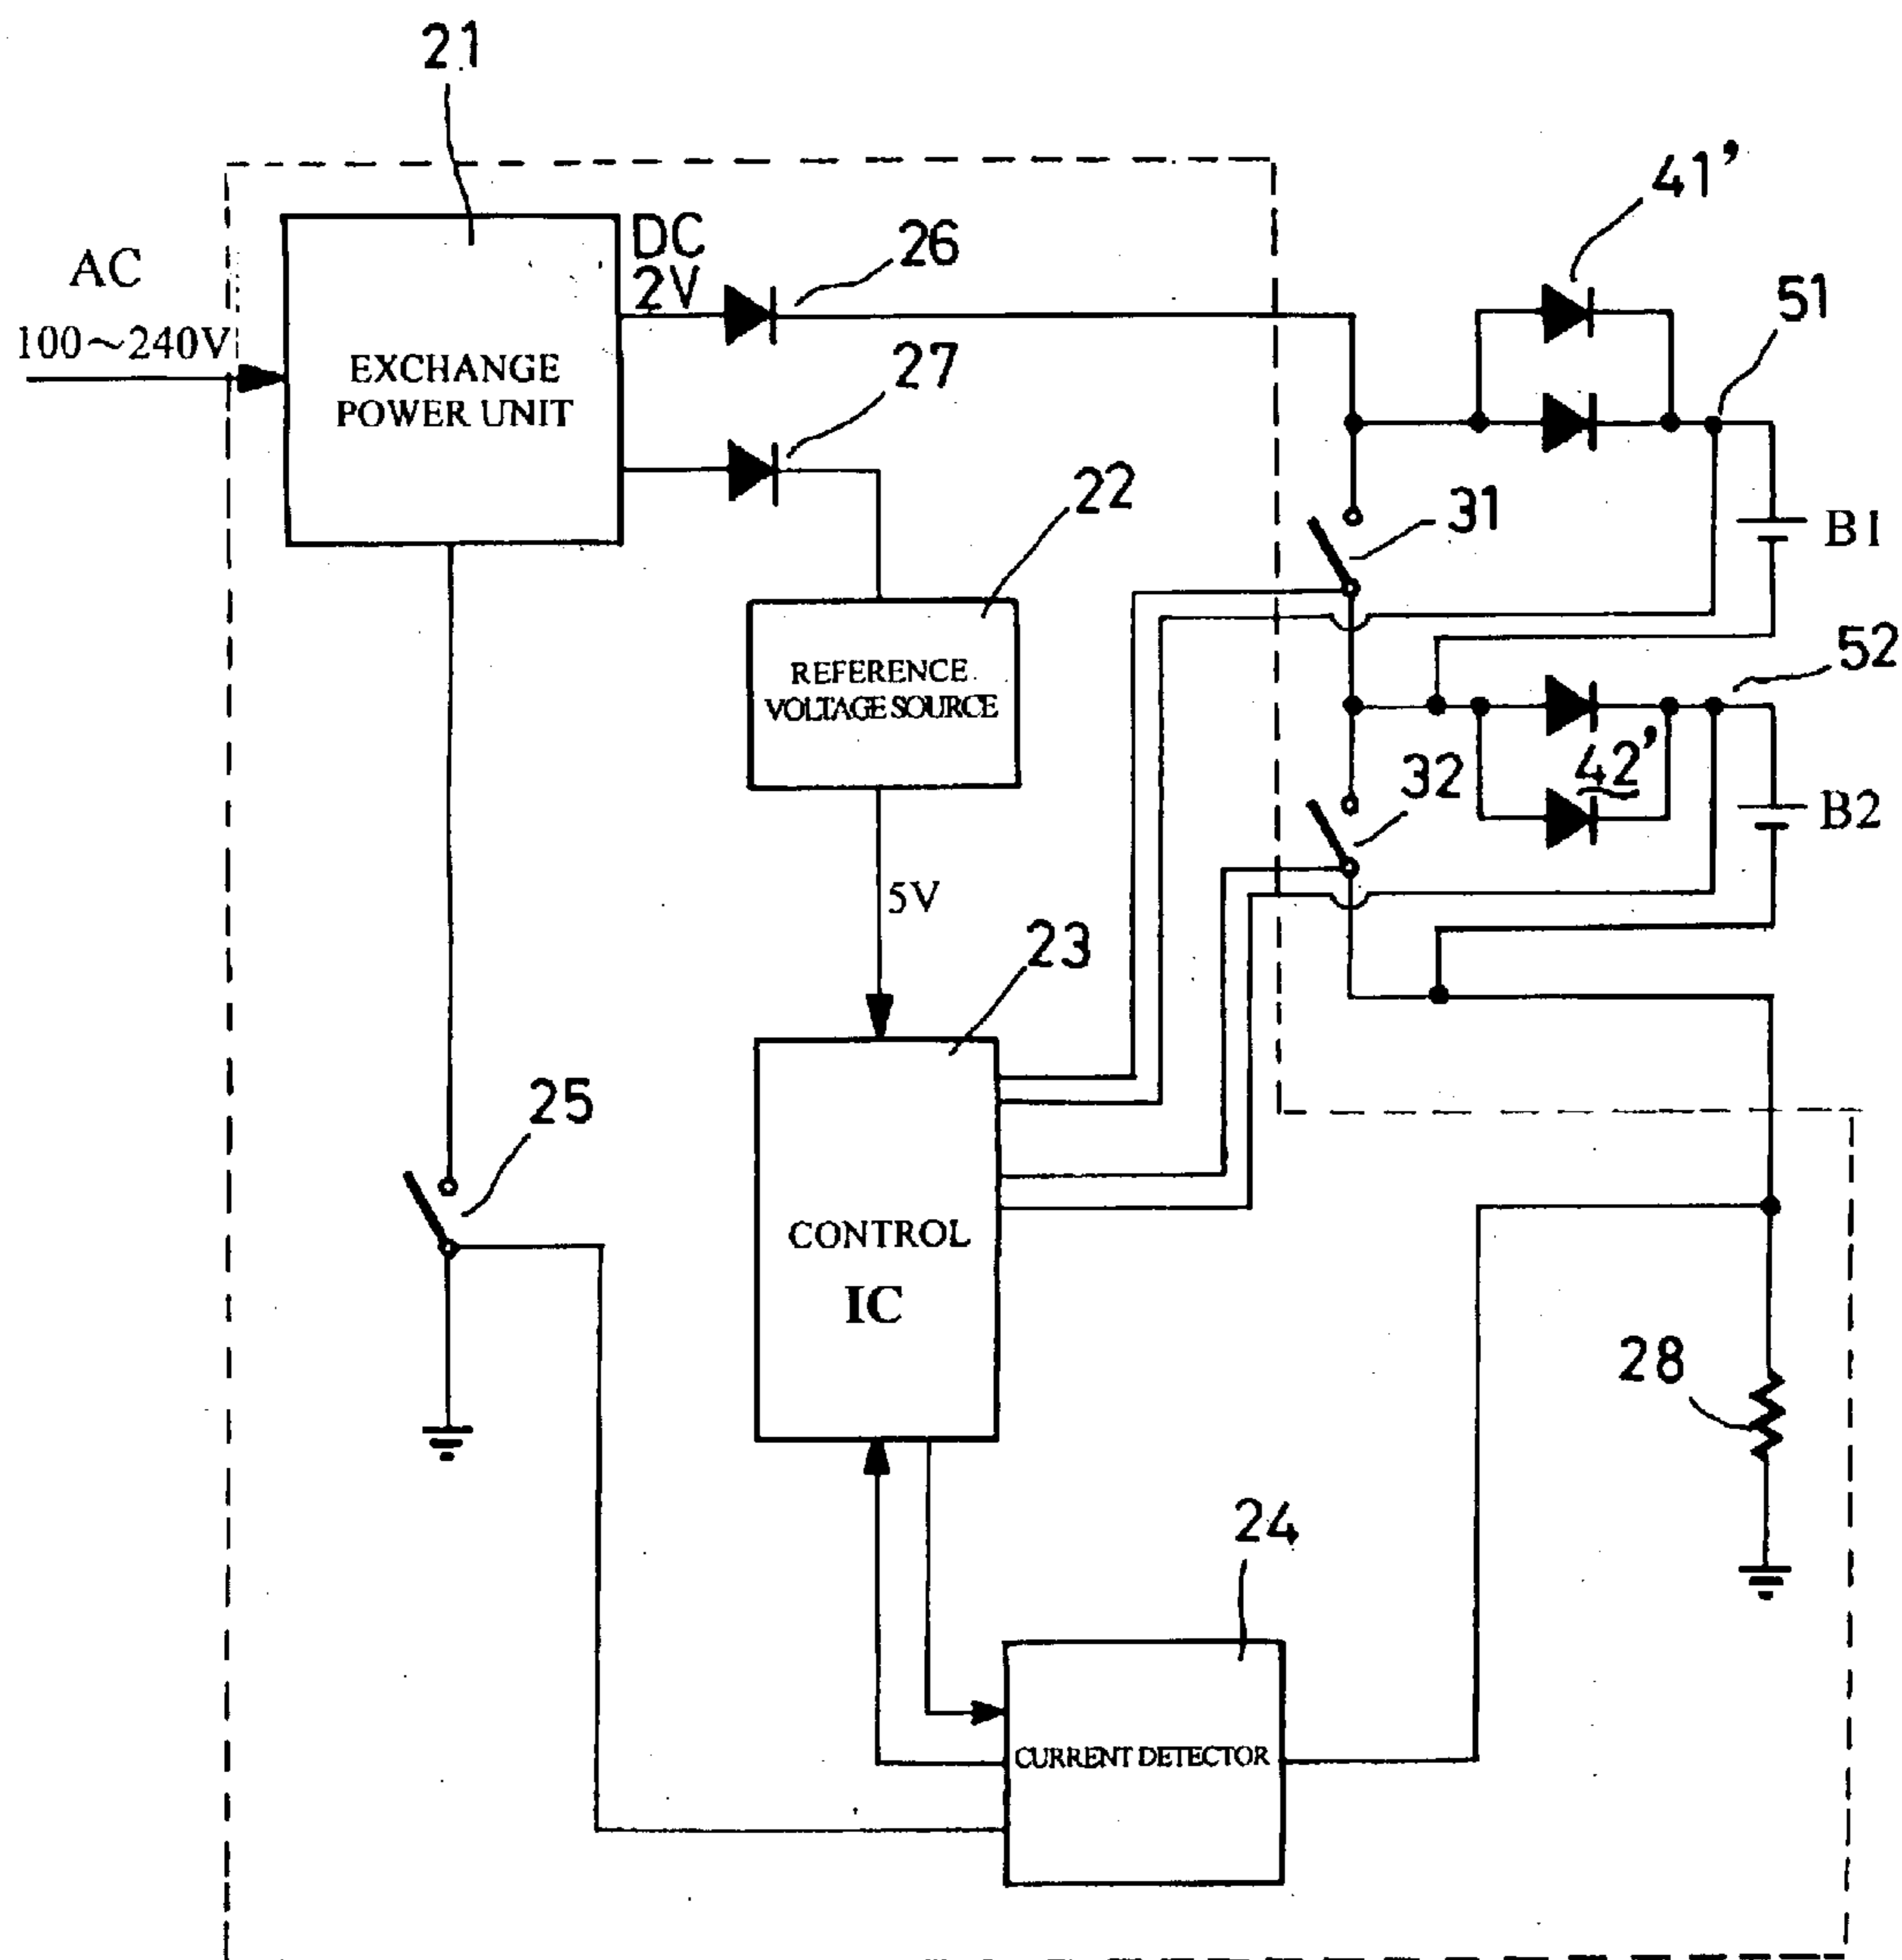 21
DC
2V
26
41'
AC
100~240V
51
EXCHANGE
POWER UNIT
27
22
31
B1
REFERENCE
VOLTAGE SOURCE
52
32
42'
B2
5V
23
25
CONTROL
IC
28
24
CURRENT DETECTOR